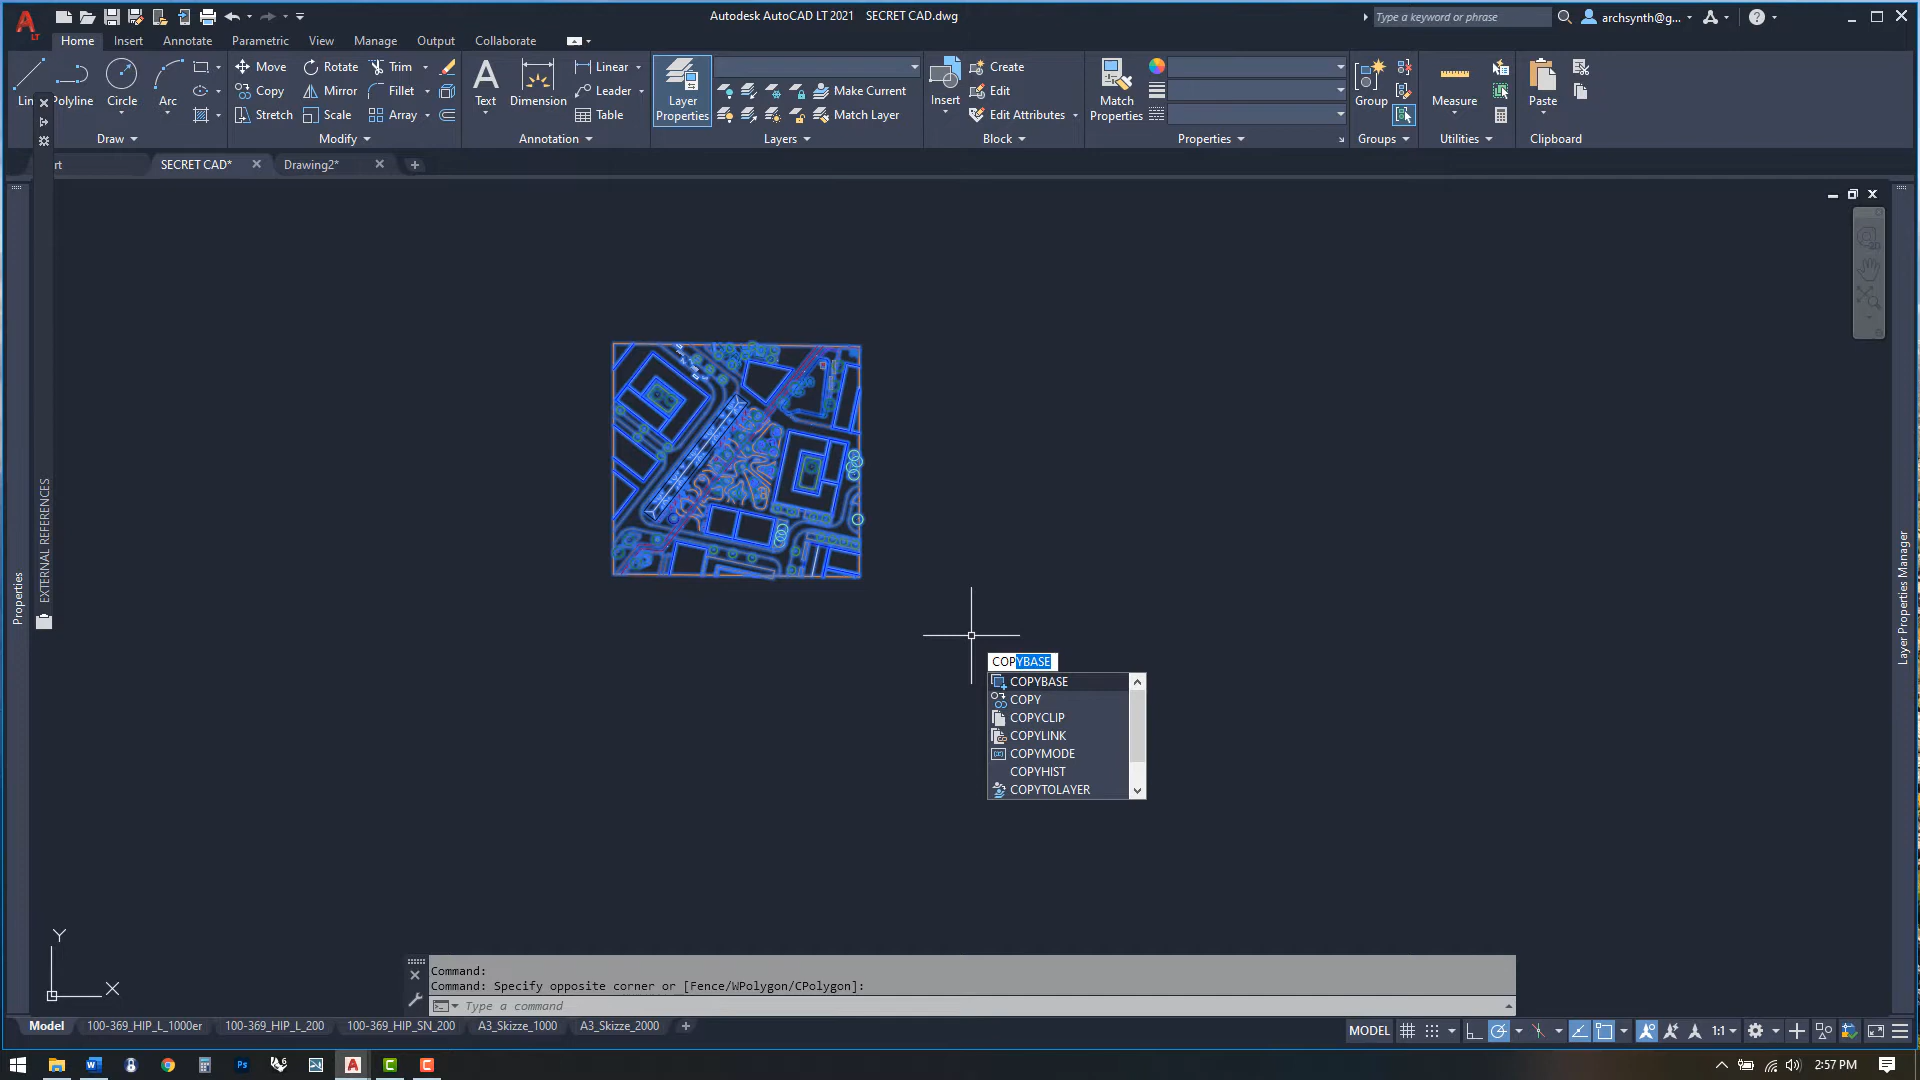 Autodesk AutoCAD LT 2021 SECRET CAD.dwg
Type a keyword or phrase
archsynth@g...
Home Insert Annotate Parametric View Manage Output Collaborate
Line Polyline Circle Arc
Move Rotate Trim
Copy Mirror Fillet
Stretch Scale Array
Text Dimension
Linear
Leader
Table
Layer Properties
Make Current
Match Layer
Insert
Create
Edit
Edit Attributes
Match Properties
Group
Measure
Paste
Draw Modify Annotation Layers Block Properties Groups Utilities Clipboard
rt SECRET CAD* Drawing2*
EXTERNAL REFERENCES
Properties
Layer Properties Manager
COPYBASE
COPYBASE
COPY
COPYCLIP
COPYLINK
COPYMODE
COPYHIST
COPYTOLAYER
Y
X
Command:
Command: Specify opposite corner or [Fence/WPolygon/CPolygon]:
Type a command
Model 100-369_HIP_L_1000er 100-369_HIP_L_200 100-369_HIP_SN_200 A3_Skizze_1000 A3_Skizze_2000
MODEL 1:1
2:57 PM